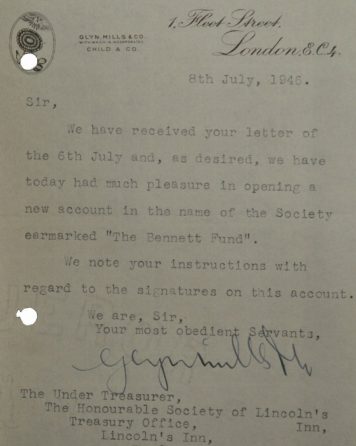 1, Fleet Street,
GLYN, MILLS & CO.
CHILD & CO.
London, E.C.4.
8th July, 1946.
Sir,
We have received your letter of
the 6th July and, as desired, we have
today had much pleasure in opening a
new account in the name of the Society
earmarked "The Bennett Fund".
We note your instructions with
regard to the signatures on this account.
We are, Sir,
Your most obedient Servants,
Glyn Mills & Co
The Under Treasurer,
The Honourable Society of Lincoln's
Treasury Office, Inn,
Lincoln's Inn,